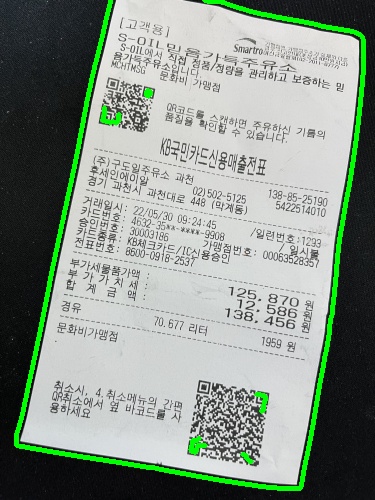 [고객용]
S-OIL믿음가득주유소
Smartro
S-OIL에서 직접 정품/정량을 관리하고 보증하는 믿
음가득주유소입니다.
MCHTMSG 문화비 가맹점
QR코드를 스캔하면 주유하신 기름의
품질을 확인할 수 있습니다.
KB국민카드신용매출전표
(주)구도일주유소 과천 138-85-25190
후세인에미알 02)502-5125 5422514010
경기 과천시 과천대로 448 (막계동)
거래일시: 22/05/30 09:24:45 /일련번호:1293
카드번호: 4632-35**-****-9908 일시불
승인번호: 30003186 가맹점번호: 00063528357
카드종류: KB체크카드/IC신용승인
전표번호: 8600-0918-2537
부가세물품가액 : 125,870 원
부 가 가 치 세 : 12,586 원
합 계 금 액 : 138,456 원
경유 70.677 리터 1959 원
문화비가맹점
취소시, 4.취소메뉴의 간편
QR취소에서 옆 바코드를 사
용하세요